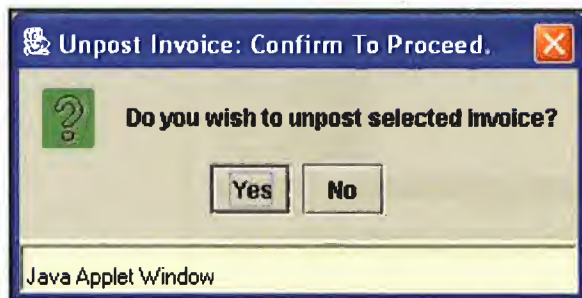 Unpost Invoice: Confirm To Proceed.
Do you wish to unpost selected invoice?
Yes No
Java Applet Window